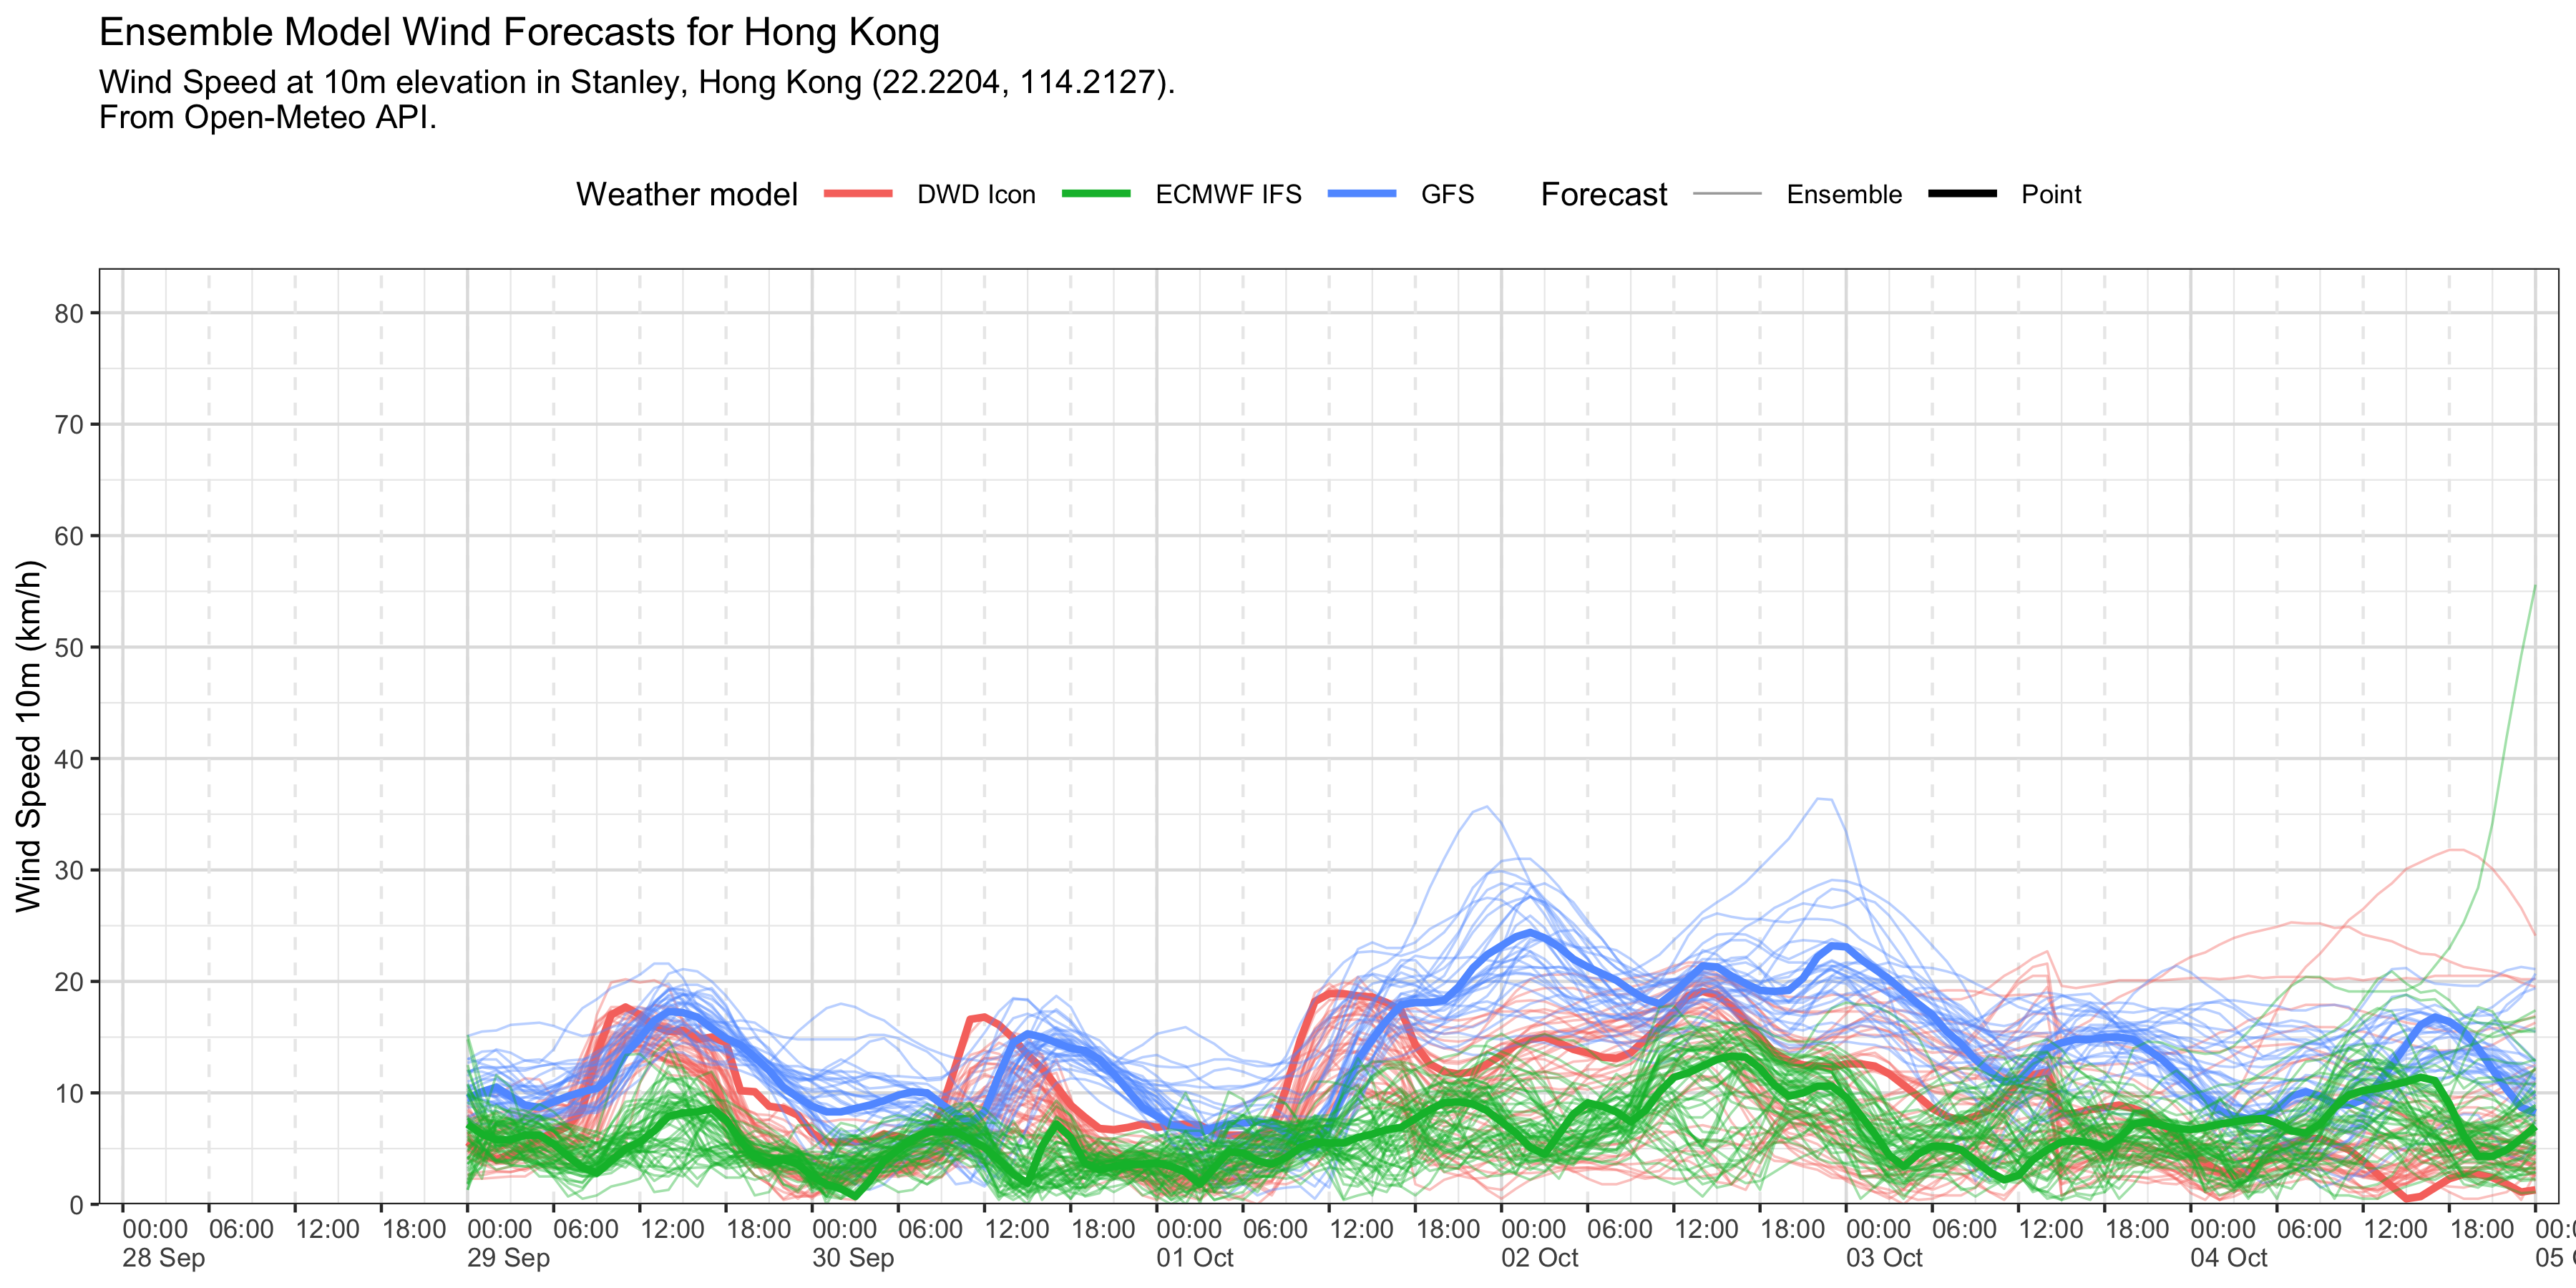 Ensemble Model Wind Forecasts for Hong Kong
Wind Speed at 10m elevation in Stanley, Hong Kong (22.2204, 114.2127).
From Open-Meteo API.
Weather model DWD Icon ECMWF IFS GFS Forecast Ensemble Point
Wind Speed 10m (km/h)
80
70
60
50
40
30
20
10
0
00:00 06:00 12:00 18:00 00:00 06:00 12:00 18:00 00:00 06:00 12:00 18:00 00:00 06:00 12:00 18:00 00:00 06:00 12:00 18:00 00:00 06:00 12:00 18:00 00:00 06:00 12:00 18:00
28 Sep 29 Sep 30 Sep 01 Oct 02 Oct 03 Oct 04 Oct 05